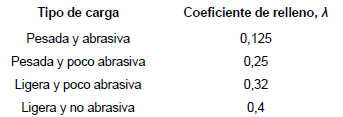 Tipo de carga Coeficiente de relleno, λ
Pesada y abrasiva 0,125
Pesada y poco abrasiva 0,25
Ligera y poco abrasiva 0,32
Ligera y no abrasiva 0,4